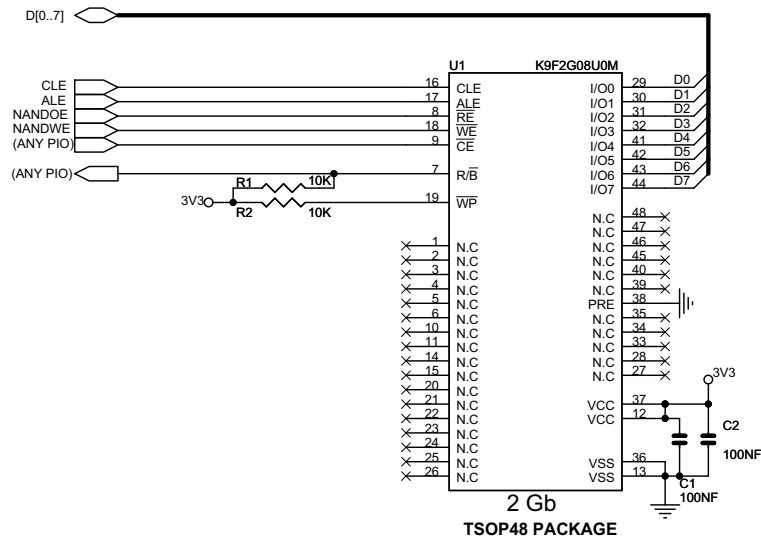 D[0..7]
U1 K9F2G08U0M
CLE 16 CLE I/O0 29 D0
ALE 17 ALE I/O1 30 D1
NANDOE 8 RE I/O2 31 D2
NANDWE 18 WE I/O3 32 D3
(ANY PIO) 9 CE I/O4 41 D4
I/O5 42 D5
(ANY PIO) 7 R/B I/O6 43 D6
R1 10K I/O7 44 D7
3V3 R2 10K 19 WP
N.C 48
N.C 47
1 N.C N.C 46
2 N.C N.C 45
3 N.C N.C 40
4 N.C N.C 39
5 N.C PRE 38
6 N.C N.C 35
10 N.C N.C 34
11 N.C N.C 33
14 N.C N.C 28
15 N.C N.C 27
20 N.C
3V3
21 N.C VCC 37
22 N.C VCC 12
23 N.C
C2
24 N.C
100NF
25 N.C VSS 36
26 N.C VSS 13
C1
100NF
2 Gb
TSOP48 PACKAGE